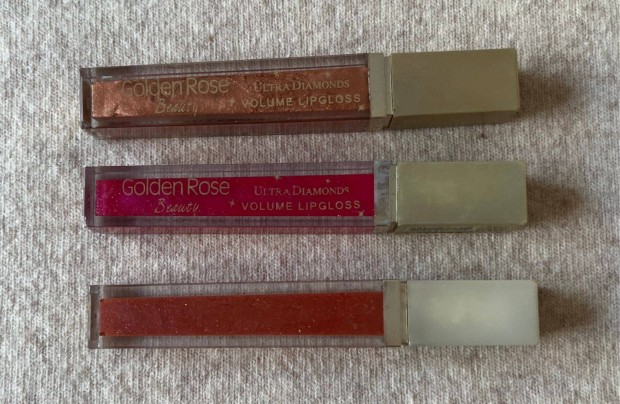 Golden Rose
Beauty
ULTRA DIAMONDS
VOLUME LIPGLOSS
Golden Rose
Beauty
ULTRA DIAMONDS
VOLUME LIPGLOSS